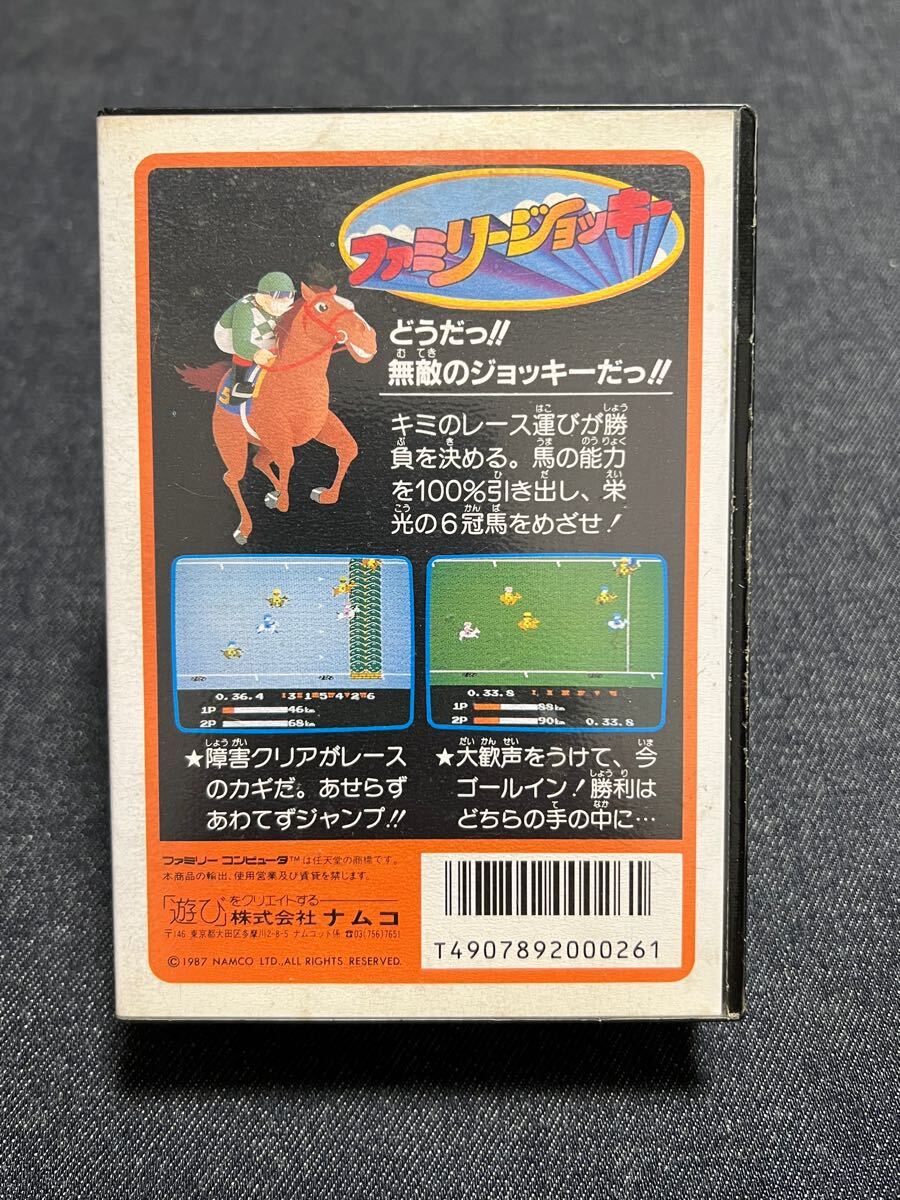 ファミリージョッキー
どうだっ!!
無敵のジョッキーだっ!!
キミのレース運びが勝
負を決める。馬の能力
を100%引き出し、栄
光の6冠馬をめざせ!
0.36.4
1P 46km
2P 68km
0.33.8
1P 88km
2P 90km 0.33.8
★障害クリアがレース
のカギだ。あせらず
あわてずジャンプ!!
★大歓声をうけて、今
ゴールイン!勝利は
どちらの手の中に…
ファミリーコンピュータ™は任天堂の商標です。
本商品の輸出、使用営業及び賃貸を禁じます。
「遊び」をクリエイトする
株式会社ナムコ
〒146 東京都大田区多摩川2-8-5 ナムコット係 ☎03(756)7651
©1987 NAMCO LTD.,ALL RIGHTS RESERVED.
T4907892000261